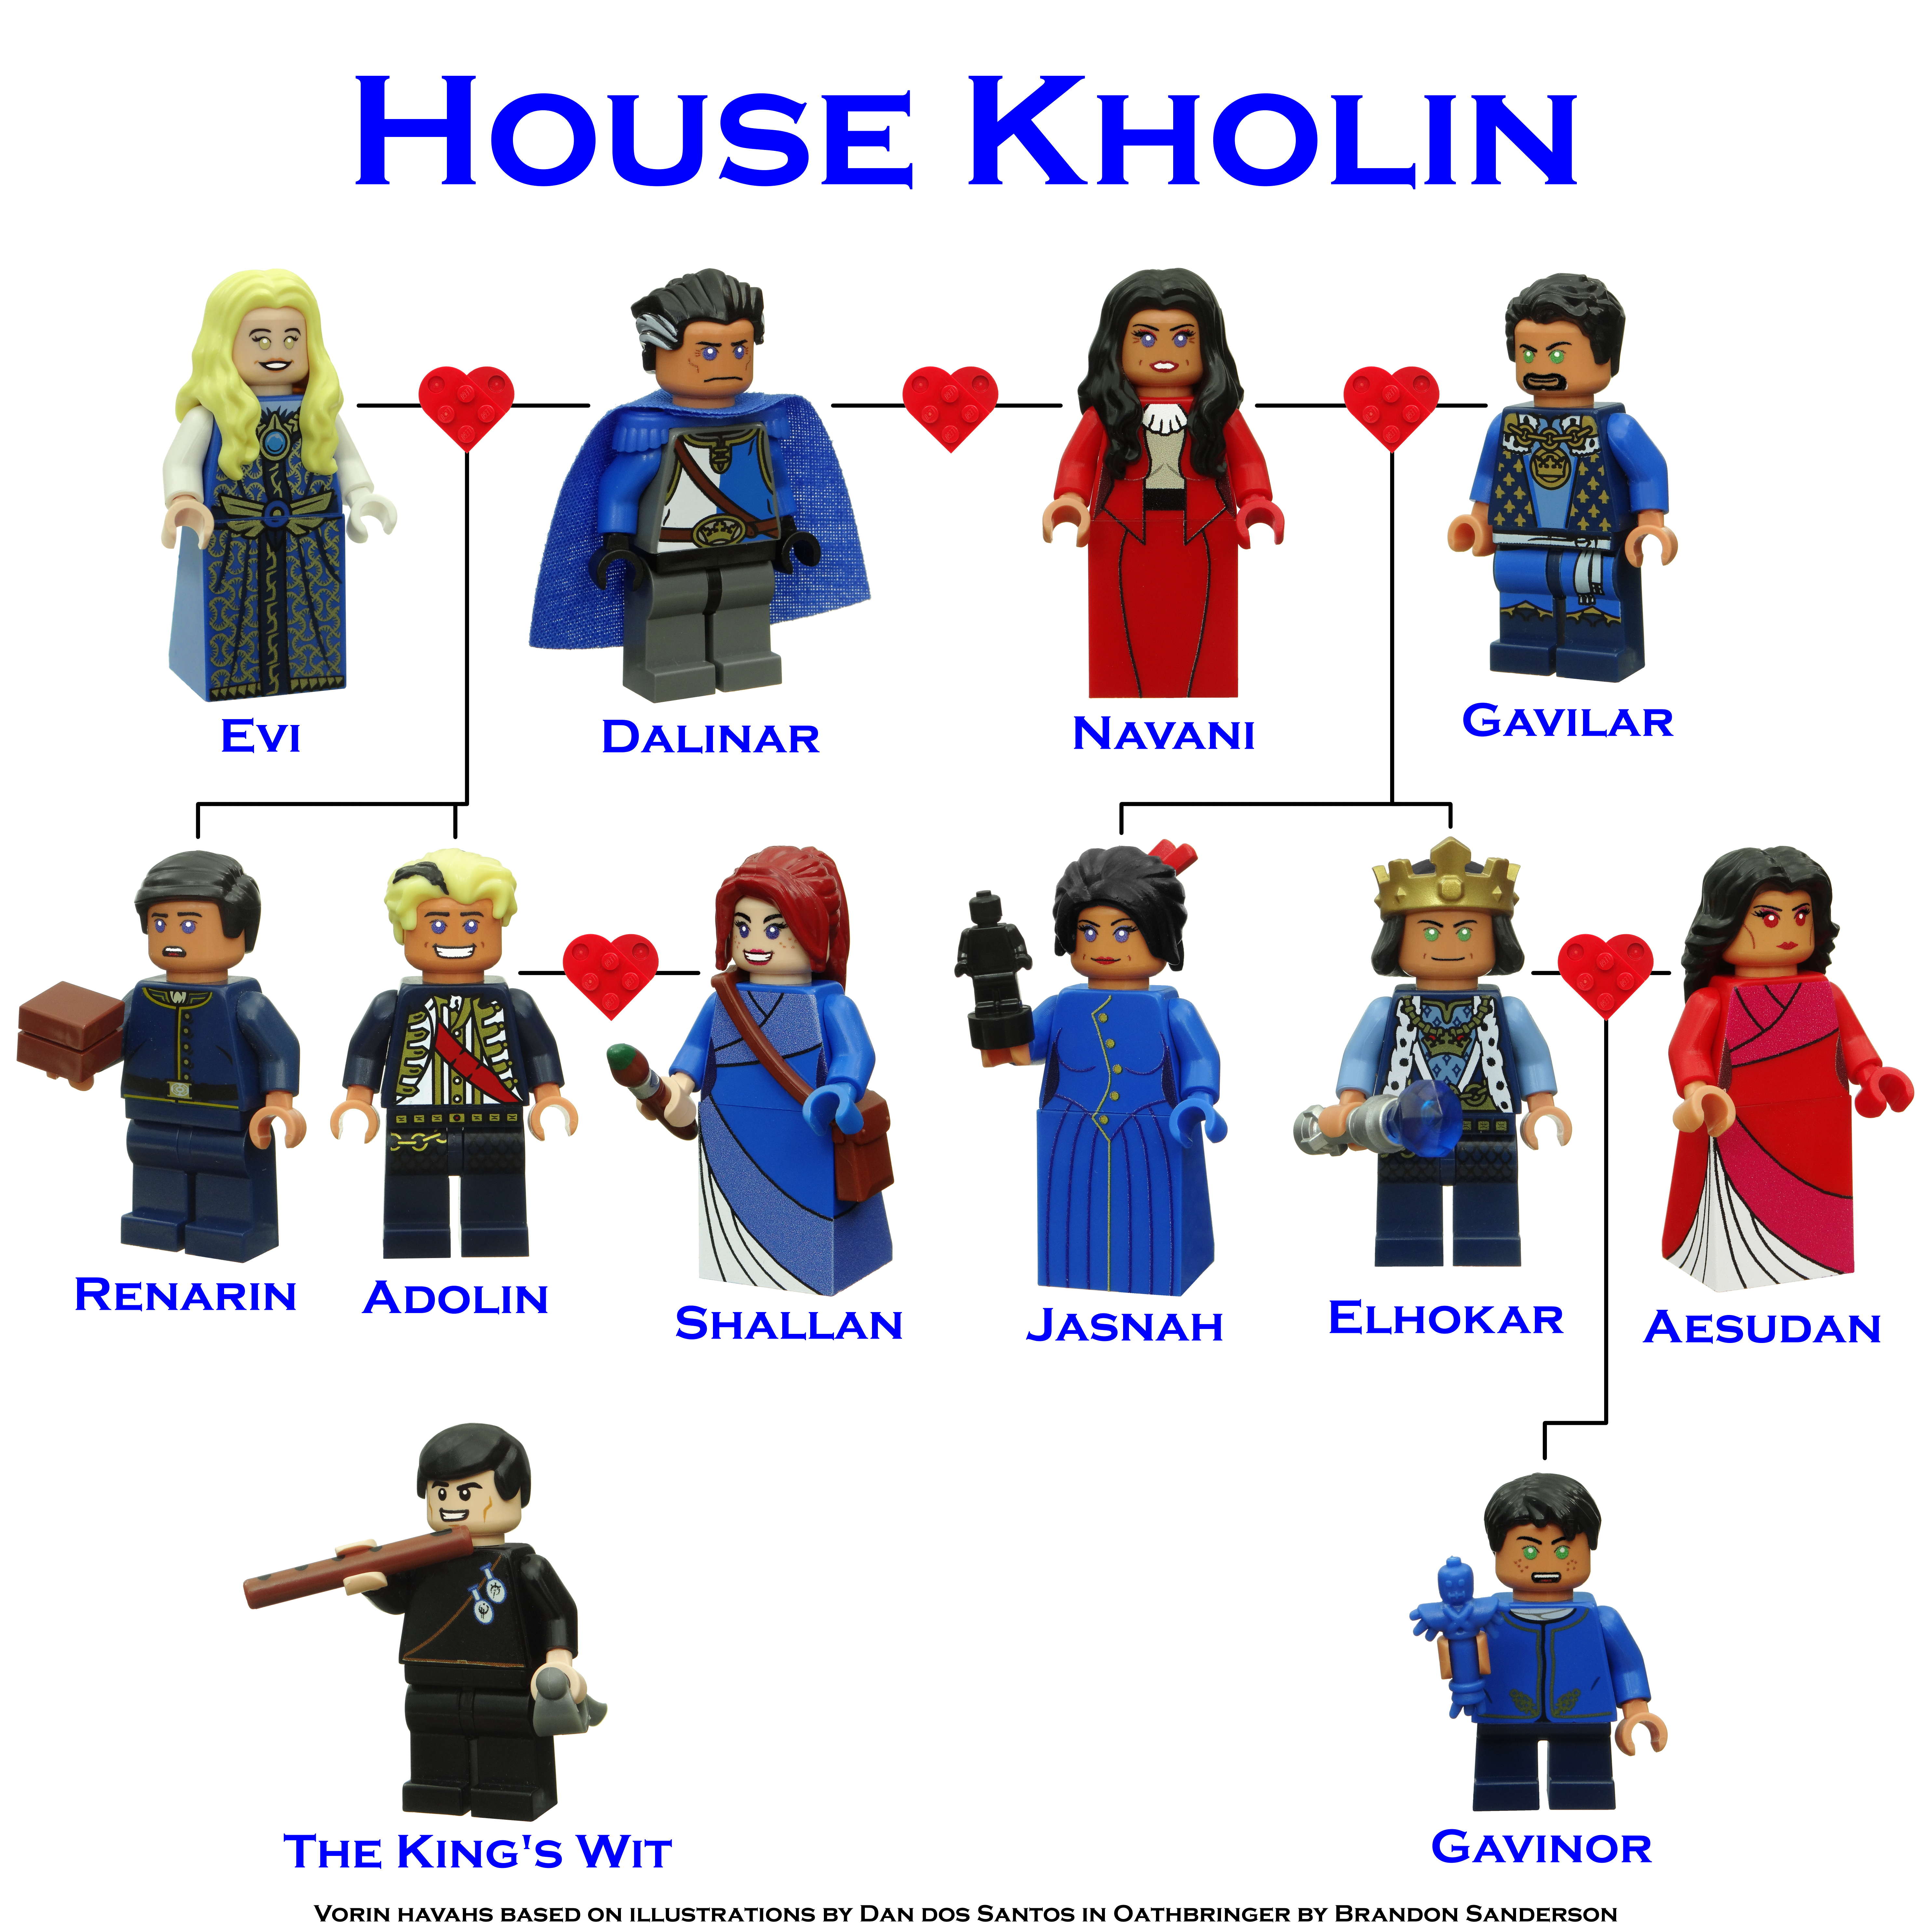 House Kholin
Evi
Dalinar
Navani
Gavilar
Renarin
Adolin
Shallan
Jasnah
Elhokar
Aesudan
The King's Wit
Gavinor
Vorin havahs based on illustrations by Dan dos Santos in Oathbringer by Brandon Sanderson